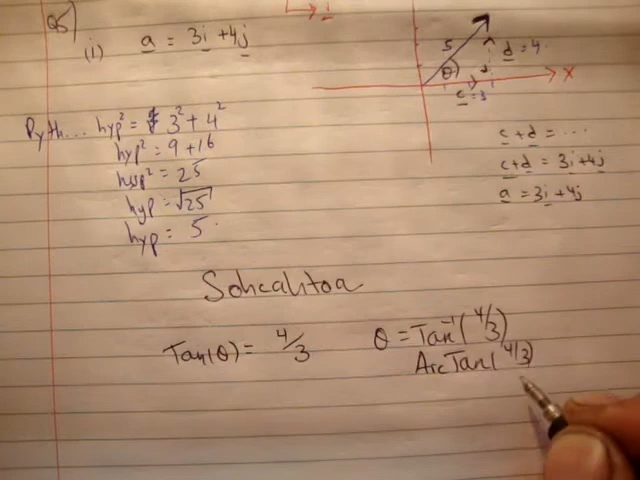 Q5)
(i) a = 3i + 4j
i
5
d = 4
θ
x
c = 3
Pyth... hyp² = 3² + 4²
hyp² = 9 + 16
hyp² = 25
hyp = √25
hyp = 5
c + d = ...
c + d = 3i + 4j
a = 3i + 4j
Sohcahtoa
Tan(θ) = 4/3
θ = Tan⁻¹(4/3)
ArcTan(4/3)